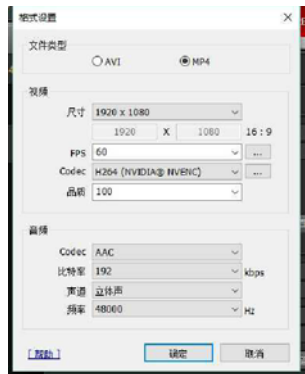 格式设置
文件类型
AVI MP4
视频
尺寸 1920 x 1080
1920 X 1080 16:9
FPS 60 ...
Codec H264 (NVIDIA® NVENC) ...
品质 100
音频
Codec AAC
比特率 192 kbps
声道 立体声
频率 48000 Hz
[ 帮助 ] 确定 取消